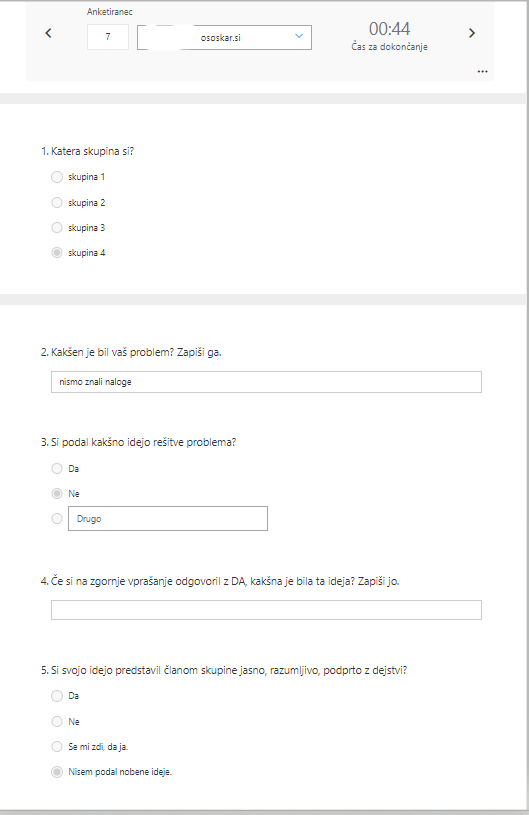 Anketiranec
7
ososkar.si
00:44
Čas za dokončanje
1. Katera skupina si?
skupina 1
skupina 2
skupina 3
skupina 4
2. Kakšen je bil vaš problem? Zapiši ga.
nismo znali naloge
3. Si podal kakšno idejo rešitve problema?
Da
Ne
Drugo
4. Če si na zgornje vprašanje odgovoril z DA, kakšna je bila ta ideja? Zapiši jo.
5. Si svojo idejo predstavil članom skupine jasno, razumljivo, podprto z dejstvi?
Da
Ne
Se mi zdi, da ja.
Nisem podal nobene ideje.